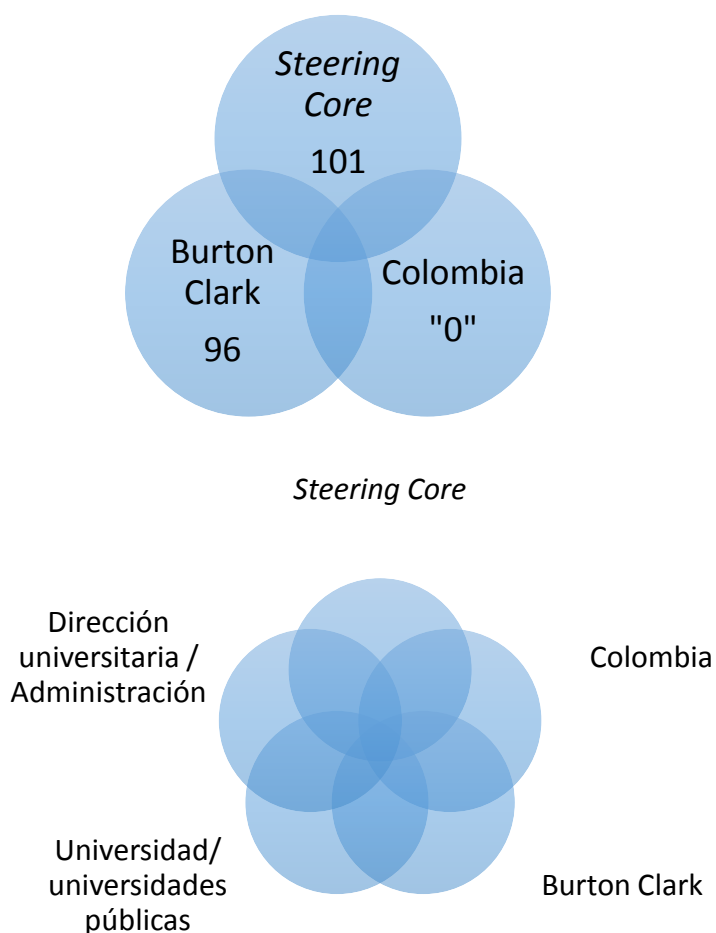 Steering
Core
101
Burton
Clark
96
Colombia
"0"
Steering Core
Dirección
universitaria /
Administración
Colombia
Universidad/
universidades
públicas
Burton Clark